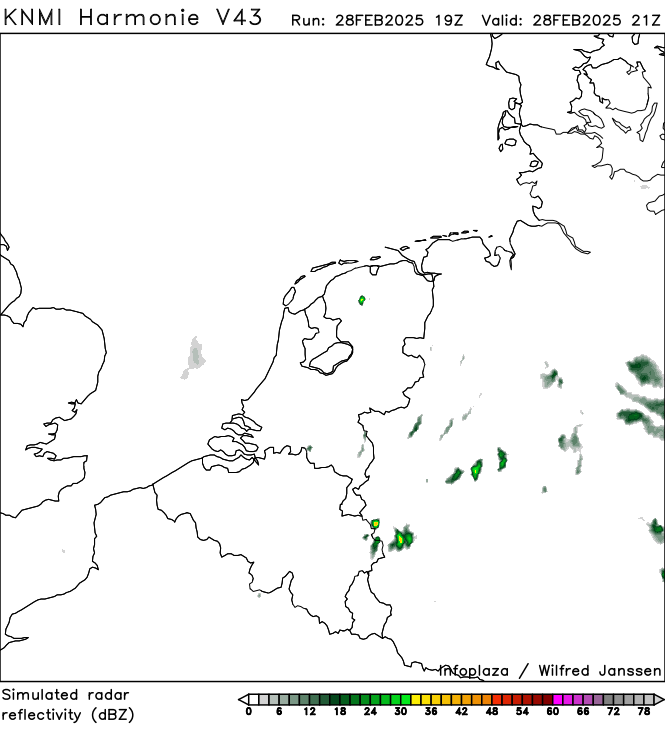 KNMI Harmonie V43 Run: 28FEB2025 19Z Valid: 28FEB2025 21Z
Infoplaza / Wilfred Janssen
Simulated radar
reflectivity (dBZ)
0 6 12 18 24 30 36 42 48 54 60 66 72 78